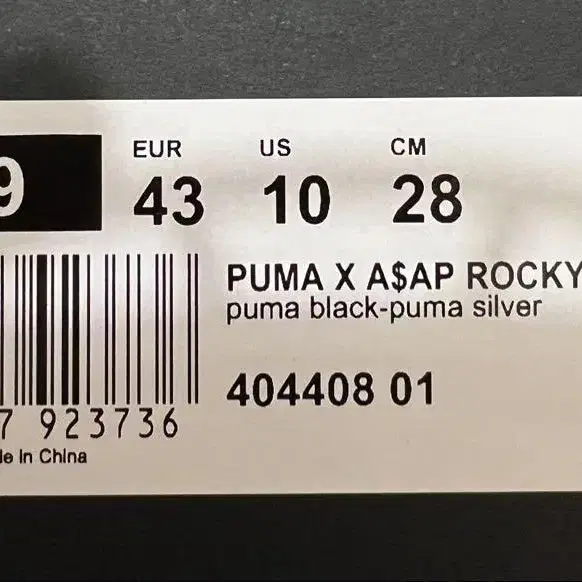 9
EUR US CM
43 10 28
PUMA X A$AP ROCKY
puma black-puma silver
404408 01
7 923736
in China